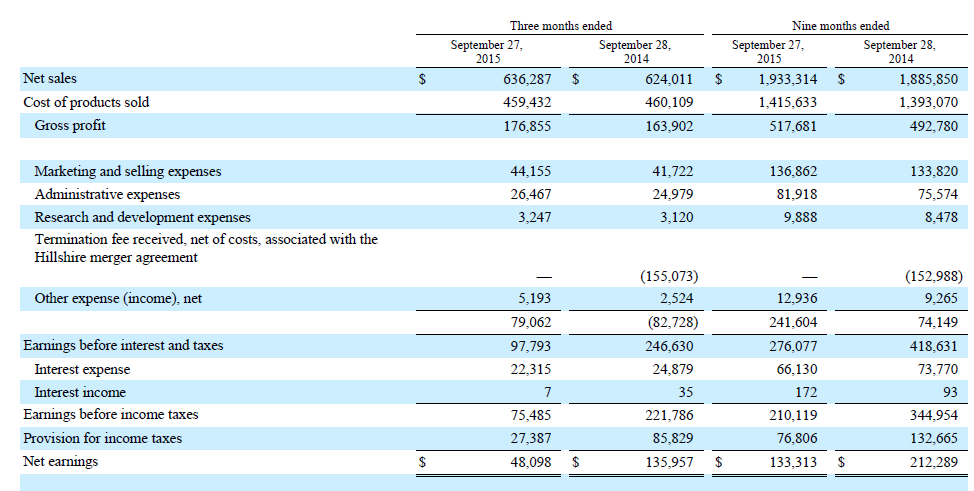 Three months ended Nine months ended
September 27, September 28, September 27, September 28,
2015 2014 2015 2014
Net sales $ 636,287 $ 624,011 $ 1,933,314 $ 1,885,850
Cost of products sold 459,432 460,109 1,415,633 1,393,070
Gross profit 176,855 163,902 517,681 492,780
Marketing and selling expenses 44,155 41,722 136,862 133,820
Administrative expenses 26,467 24,979 81,918 75,574
Research and development expenses 3,247 3,120 9,888 8,478
Termination fee received, net of costs, associated with the
Hillshire merger agreement
— (155,073) — (152,988)
Other expense (income), net 5,193 2,524 12,936 9,265
79,062 (82,728) 241,604 74,149
Earnings before interest and taxes 97,793 246,630 276,077 418,631
Interest expense 22,315 24,879 66,130 73,770
Interest income 7 35 172 93
Earnings before income taxes 75,485 221,786 210,119 344,954
Provision for income taxes 27,387 85,829 76,806 132,665
Net earnings $ 48,098 $ 135,957 $ 133,313 $ 212,289